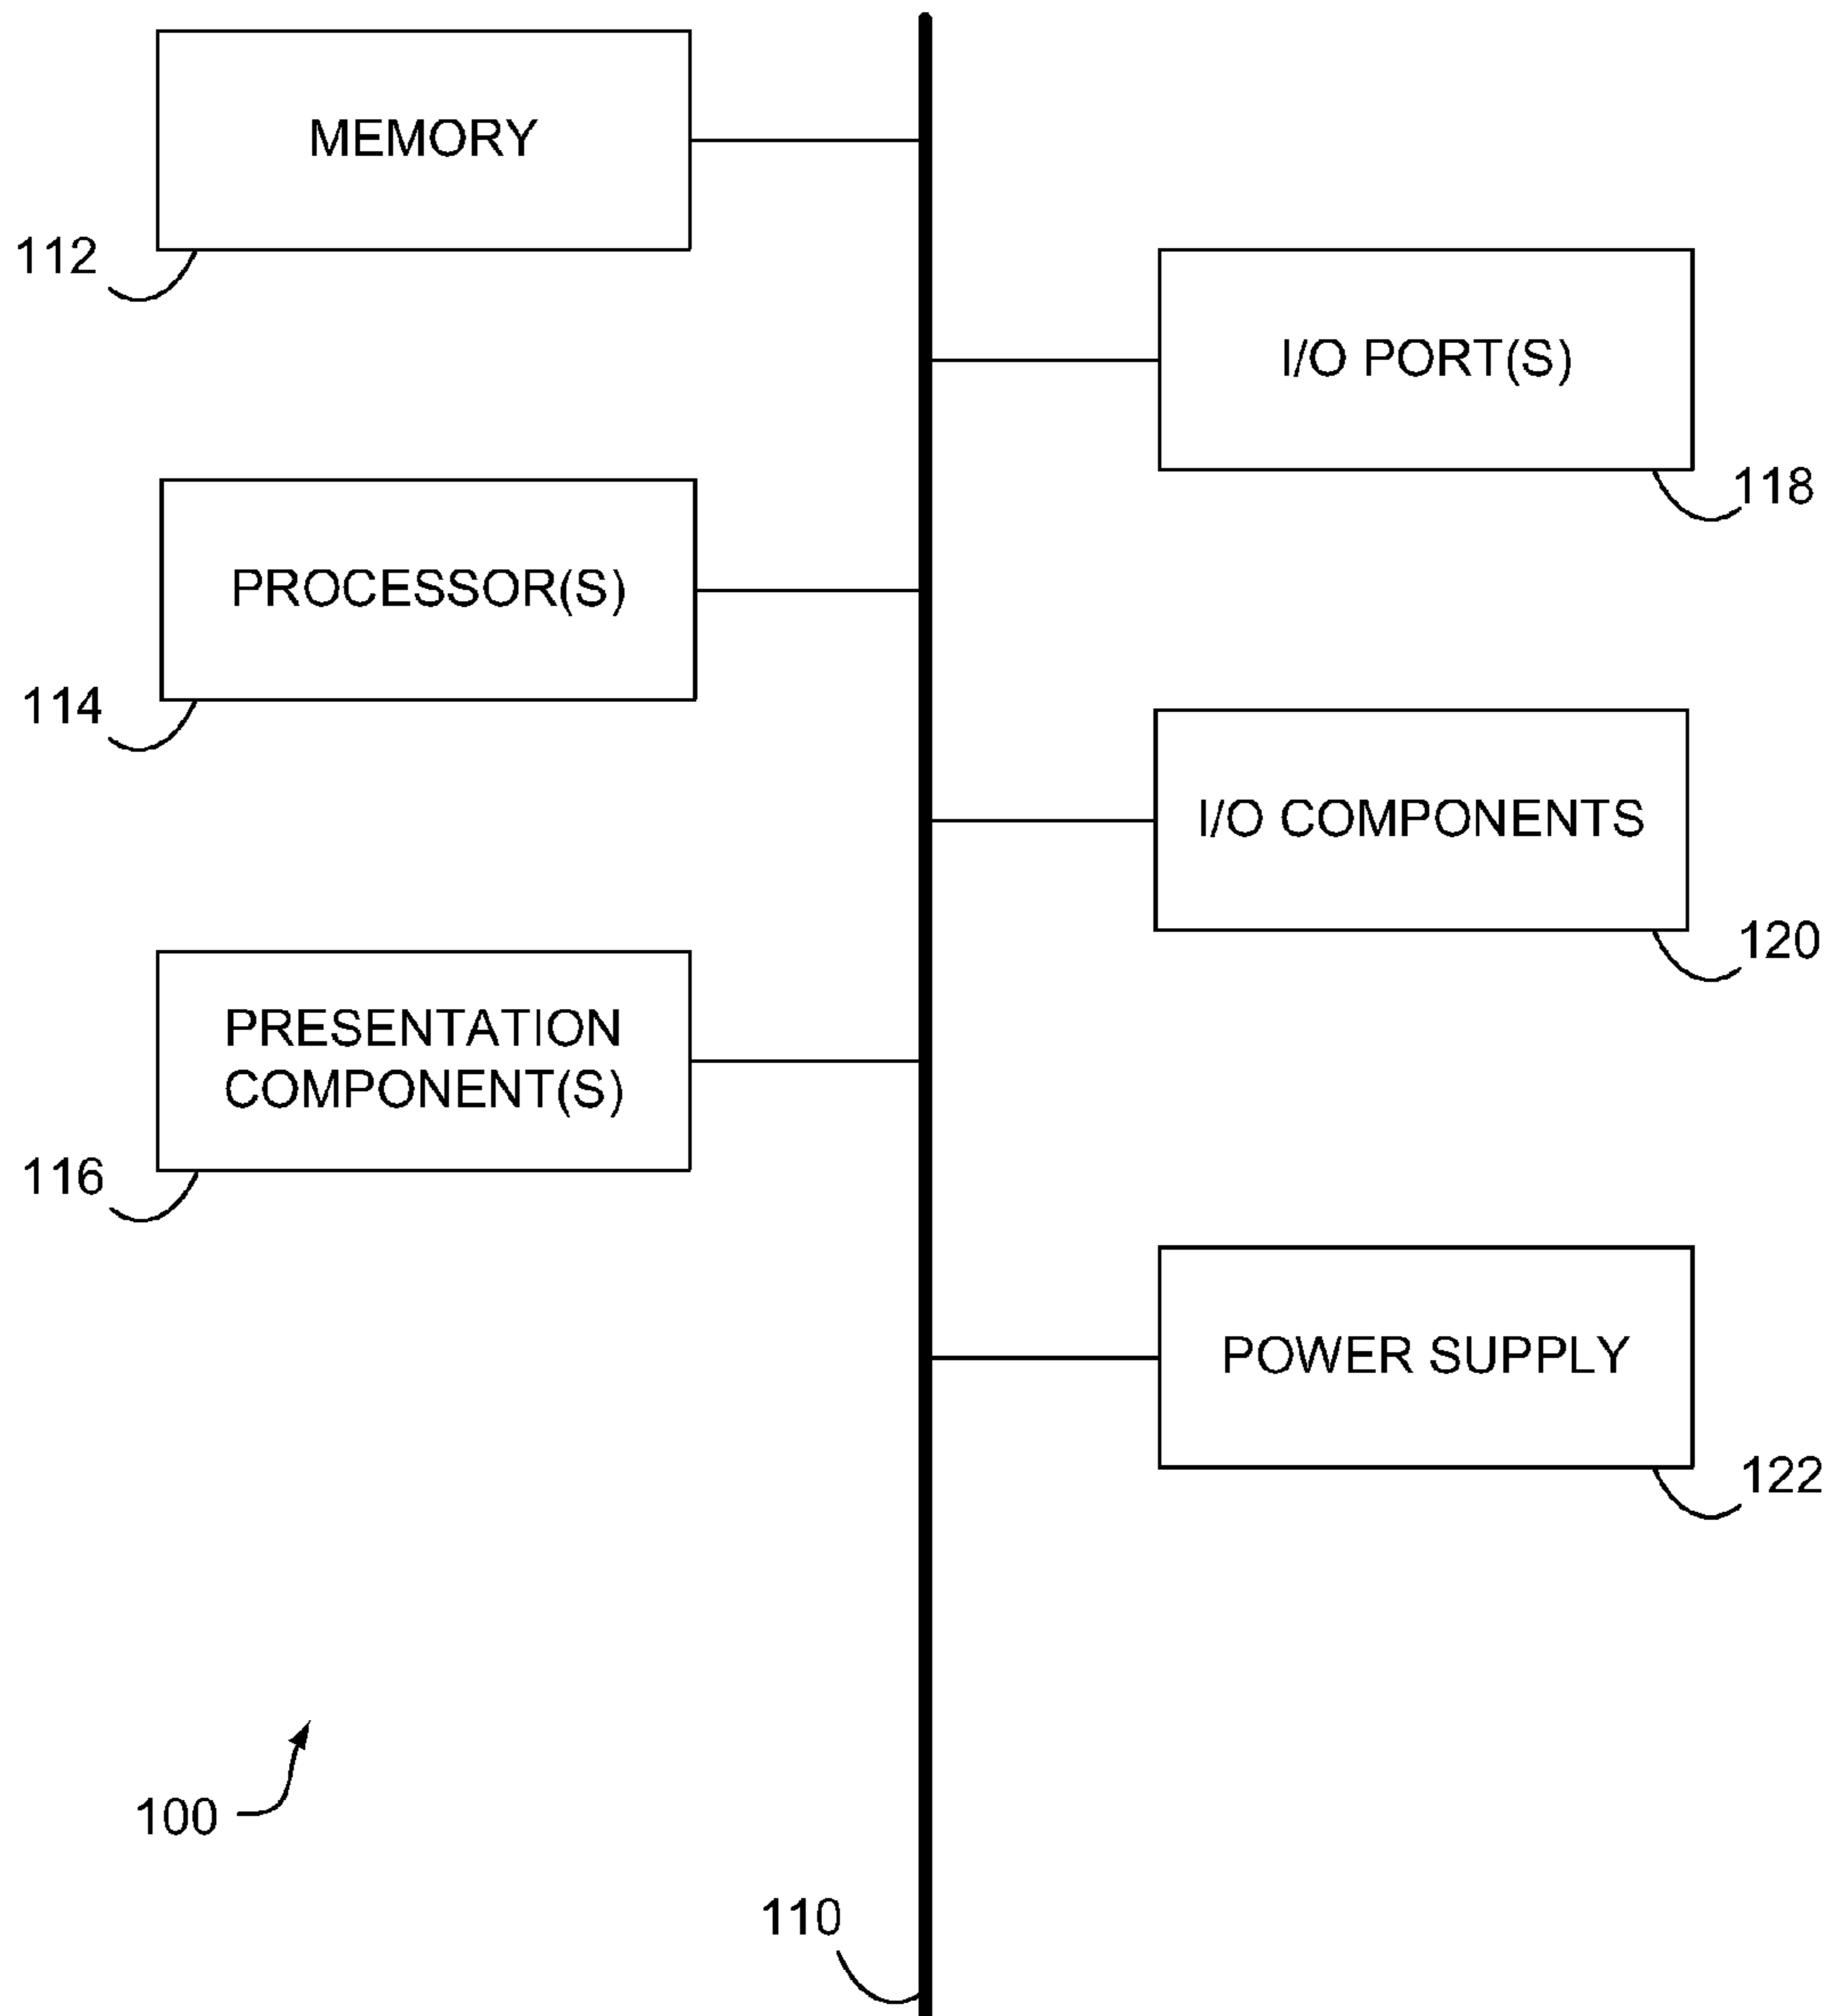 MEMORY
112
I/O PORT(S)
118
PROCESSOR(S)
114
I/O COMPONENTS
120
PRESENTATION
COMPONENT(S)
116
POWER SUPPLY
122
100
110